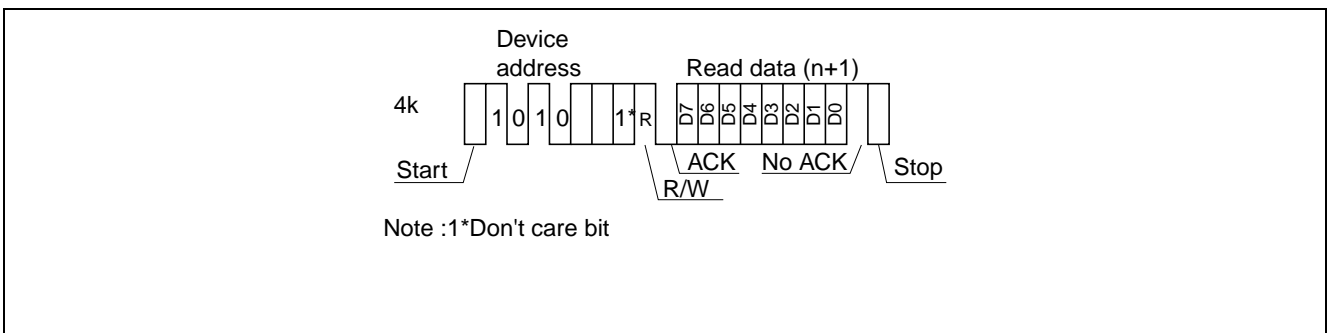 Device
address
Read data (n+1)
4k
1 0 1 0 1* R D7 D6 D5 D4 D3 D2 D1 D0
Start
ACK
No ACK
Stop
R/W
Note :1*Don't care bit